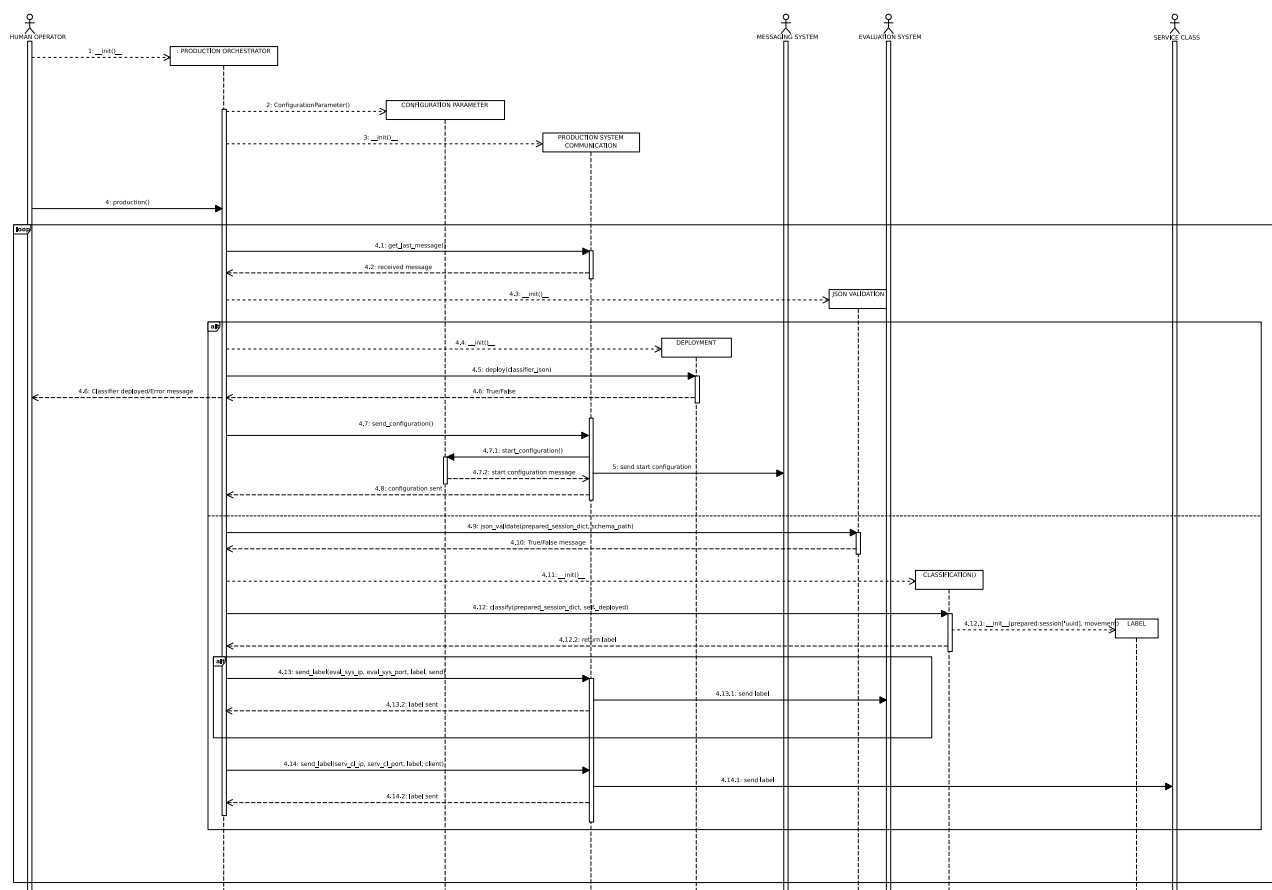 HUMAN OPERATOR
MESSAGING SYSTEM
EVALUATION SYSTEM
SERVICE CLASS
1: __init()__
: PRODUCTION ORCHESTRATOR
2: ConfigurationParameter()
CONFIGURATION PARAMETER
3: __init()__
PRODUCTION SYSTEM
COMMUNICATION
4: production()
loop
4.1: get_last_message()
4.2: received message
4.3: __init()__
JSON VALIDATION
alt
4.4: __init()__
DEPLOYMENT
4.5: deploy(classifier_json)
4.6: Classifier deployed/Error message
4.6: True/False
4.7: send_configuration()
4.7.1: start_configuration()
4.7.2: start configuration message
5: send start configuration
4.8: configuration sent
4.9: json_validate(prepared_session_dict, schema_path)
4.10: True/False message
4.11: __init()__
CLASSIFICATION()
4.12: classify(prepared_session_dict, self._deployed)
4.12.1: __init__(prepared:session['uuid], movement)
LABEL
4.12.2: return label
alt
4.13: send_label(eval_sys_ip, eval_sys_port, label, send)
4.13.1: send label
4.13.2: label sent
4.14: send_label(serv_cl_ip, serv_cl_port, label, client)
4.14.1: send label
4.14.2: label sent